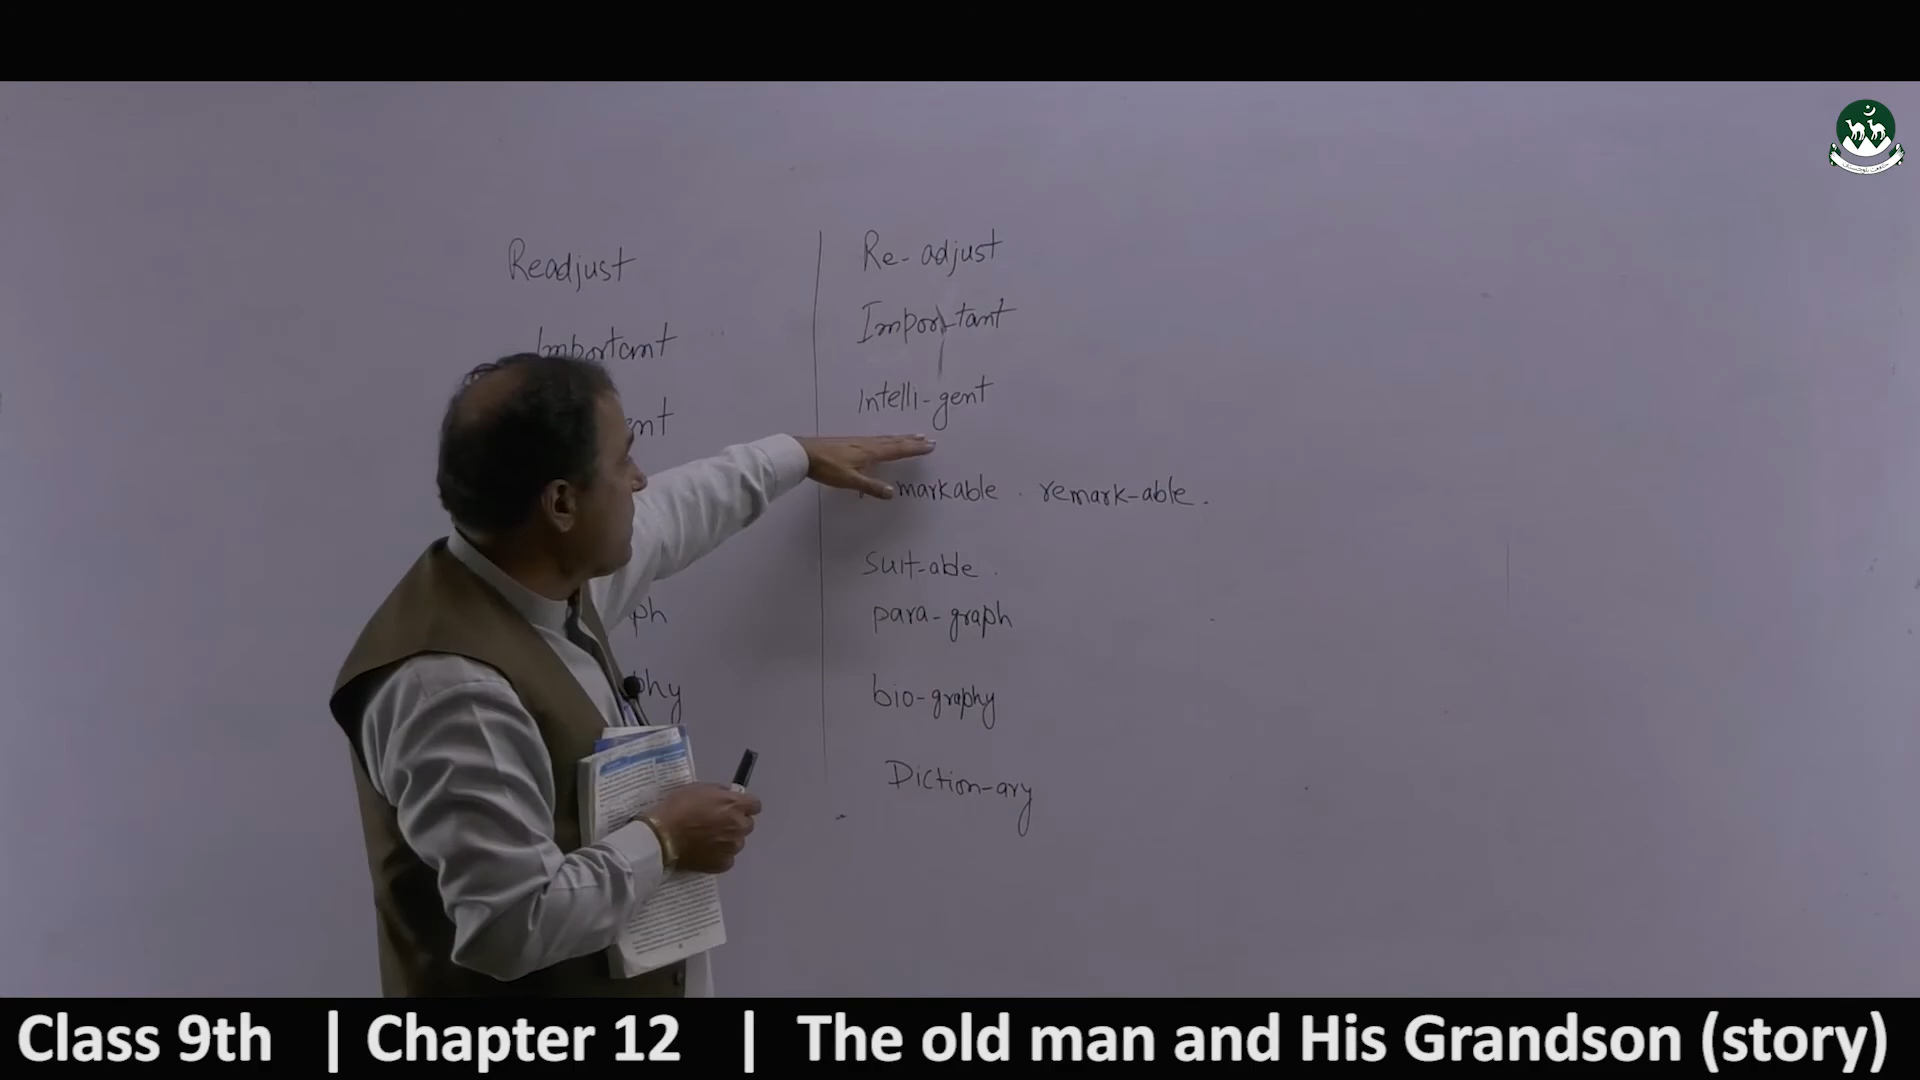 Readjust
Re-adjust
Important
Impor-tant
Intelli-gent
markable . remark-able.
suit-able.
para-graph
bio-graphy
Diction-ary
Class 9th | Chapter 12 | The old man and His Grandson (story)